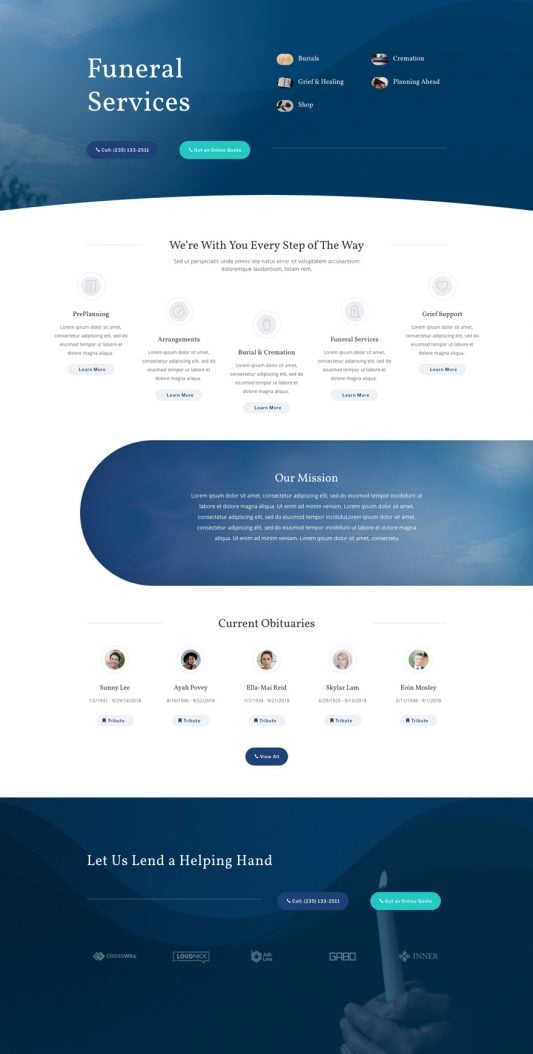 Funeral
Services
Burials
Cremation
Grief & Healing
Planning Ahead
Shop
Call: (235) 133-2511
Get an Online Quote
We're With You Every Step of The Way
Sed ut perspiciatis unde omnis iste natus error sit voluptatem accusantium
doloremque laudantium, totam rem.
PrePlanning
Lorem ipsum dolor sit amet,
consectetur adipiscing elit, sed do
eiusmod tempor ut labore et
dolore magna aliqua.
Learn More
Arrangements
Lorem ipsum dolor sit amet,
consectetur adipiscing elit, sed do
eiusmod tempor ut labore et
dolore magna aliqua.
Learn More
Burial & Cremation
Lorem ipsum dolor sit amet,
consectetur adipiscing elit, sed do
eiusmod tempor ut labore et
dolore magna aliqua.
Learn More
Funeral Services
Lorem ipsum dolor sit amet,
consectetur adipiscing elit, sed do
eiusmod tempor ut labore et
dolore magna aliqua.
Learn More
Grief Support
Lorem ipsum dolor sit amet,
consectetur adipiscing elit, sed do
eiusmod tempor ut labore et
dolore magna aliqua.
Learn More
Our Mission
Lorem ipsum dolor sit amet, consectetur adipiscing elit, sed do eiusmod tempor incididunt ut
labore et dolore magna aliqua. Ut enim ad minim veniam. Lorem ipsum dolor sit amet,
consectetur adipiscing elit, sed do eiusmod tempor incididuLorem ipsum dolor sit amet,
consectetur adipiscing elit, sed do eiusmod tempor incididunt ut labore et dolore magna
aliqua. Ut enim ad minim veniam. Lorem ipsum dolor sit amet, consectetu
Current Obituaries
Sunny Lee
1/2/1937 - 9/29/14/2018
Tribute
Ayah Povey
8/16/1936 - 9/22/2018
Tribute
Ella-Mai Reid
7/7/1934 - 9/21/2018
Tribute
Skylar Lam
6/29/1929 - 9/15/2018
Tribute
Eoin Mosley
2/11/1948 - 9/1/2018
Tribute
View All
Let Us Lend a Helping Hand
Call: (235) 133-2511
Get an Online Quote
CROSSWILL
LOUDNICK
Job
Line
GABO
INNER